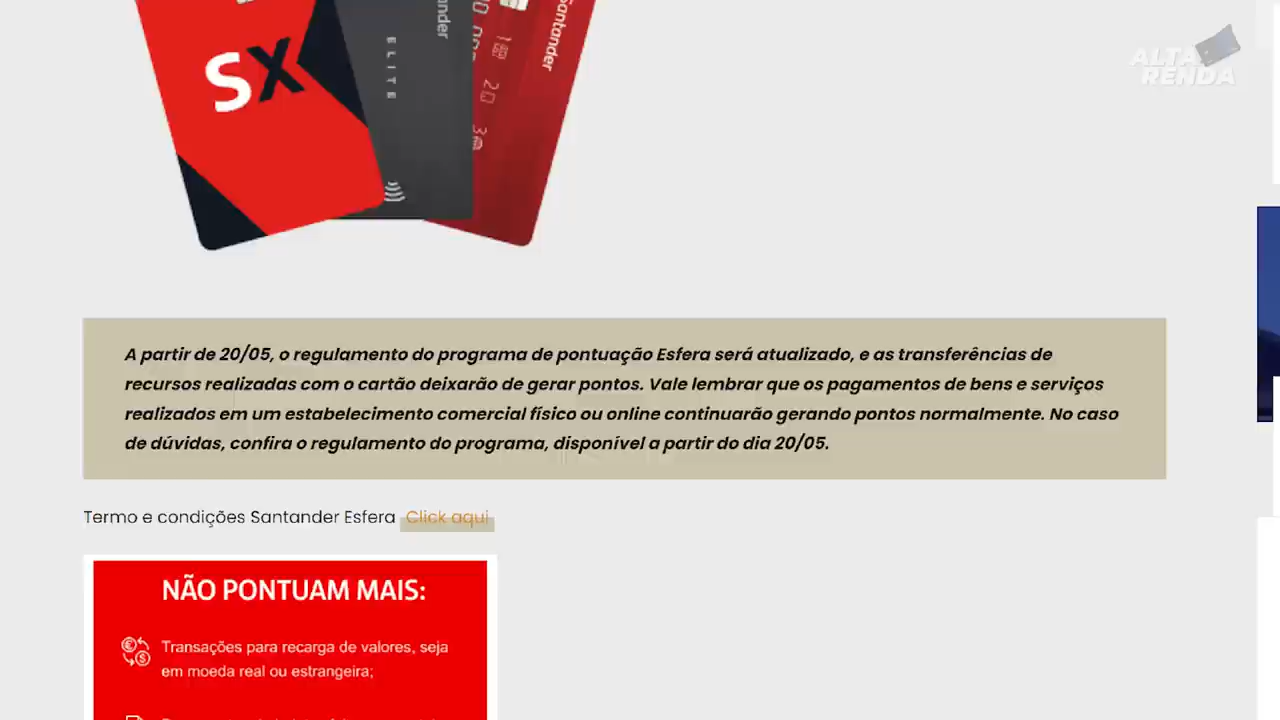 SX
ELITE
Santander
ALTA
RENDA
A partir de 20/05, o regulamento do programa de pontuação Esfera será atualizado, e as transferências de
recursos realizadas com o cartão deixarão de gerar pontos. Vale lembrar que os pagamentos de bens e serviços
realizados em um estabelecimento comercial físico ou online continuarão gerando pontos normalmente. No caso
de dúvidas, confira o regulamento do programa, disponível a partir do dia 20/05.
Termo e condições Santander Esfera Click aqui
NÃO PONTUAM MAIS:
Transações para recarga de valores, seja
em moeda real ou estrangeira;